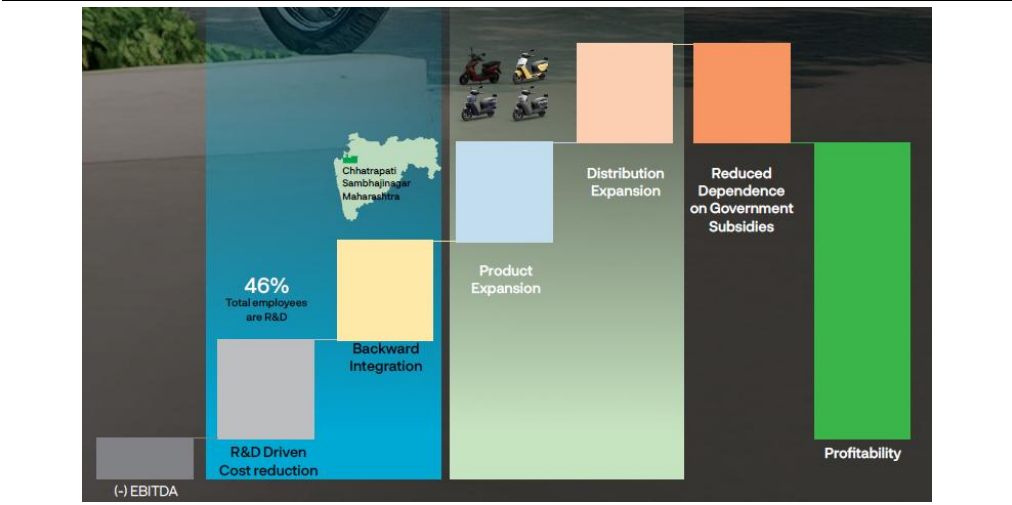 Chhatrapati
Sambhajinagar
Maharashtra
46%
Total employees
are R&D
Distribution
Expansion
Reduced
Dependence
on Government
Subsidies
Product
Expansion
Backward
Integration
R&D Driven
Cost reduction
Profitability
(-) EBITDA